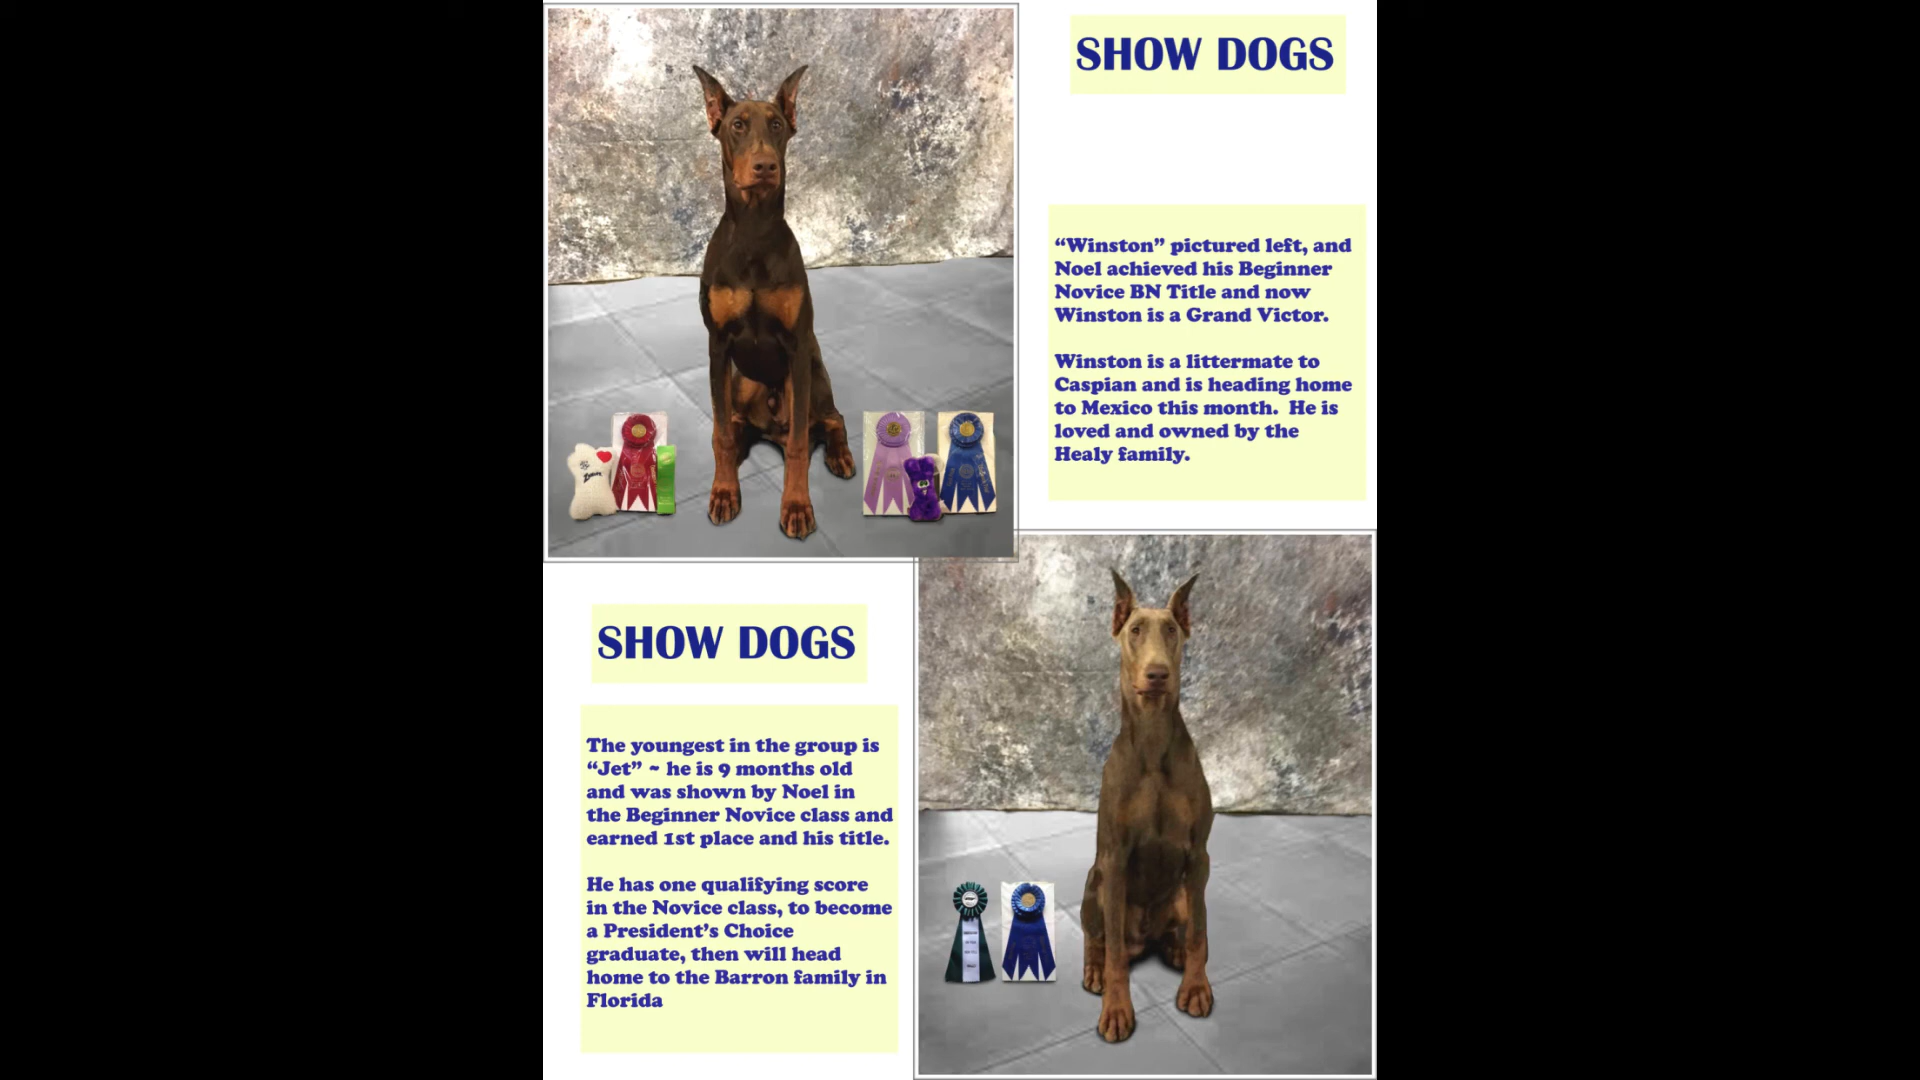 SHOW DOGS
“Winston” pictured left, and
Noel achieved his Beginner
Novice BN Title and now
Winston is a Grand Victor.
Winston is a littermate to
Caspian and is heading home
to Mexico this month.  He is
loved and owned by the
Healy family.
SHOW DOGS
The youngest in the group is
“Jet” ~ he is 9 months old
and was shown by Noel in
the Beginner Novice class and
earned 1st place and his title.
He has one qualifying score
in the Novice class, to become
a President’s Choice
graduate, then will head
home to the Barron family in
Florida